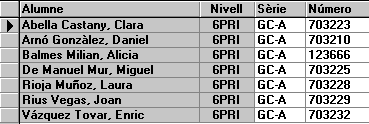 Alumne Nivell Sèrie Número
Abella Castany, Clara 6PRI GC-A 703223
Arnó Gonzàlez, Daniel 6PRI GC-A 703210
Balmes Milian, Alicia 6PRI GC-A 123666
De Manuel Mur, Miguel 6PRI GC-A 703225
Rioja Muñoz, Laura 6PRI GC-A 703228
Rius Vegas, Joan 6PRI GC-A 703229
Vázquez Tovar, Enric 6PRI GC-A 703232